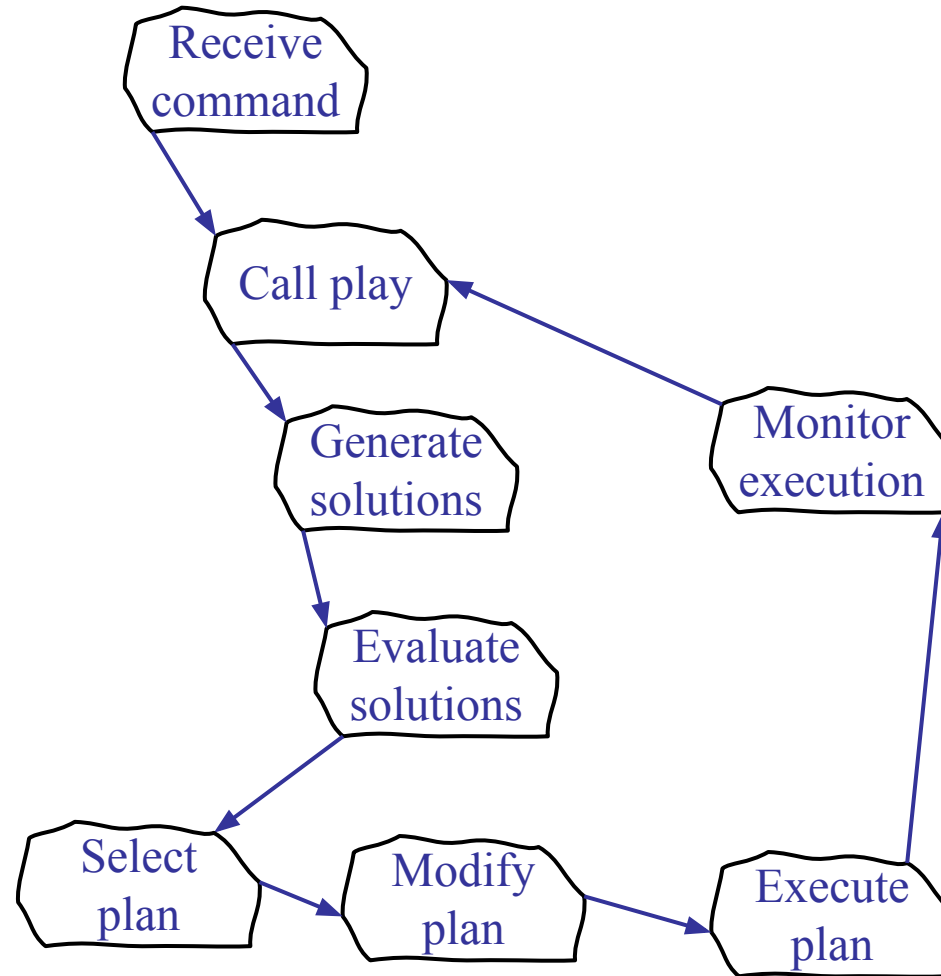 Receive
command
Call play
Generate
solutions
Monitor
execution
Evaluate
solutions
Select
plan
Modify
plan
Execute
plan